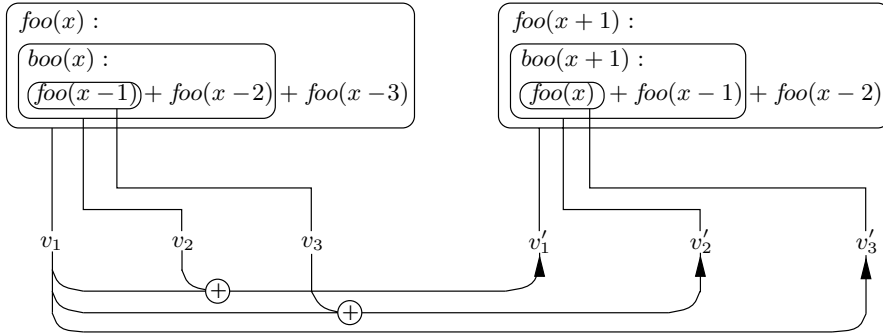 foo(x) :
boo(x) :
foo(x − 1) + foo(x − 2) + foo(x − 3)
foo(x + 1) :
boo(x + 1) :
foo(x) + foo(x − 1) + foo(x − 2)
v₁ v₂ v₃ v′₁ v′₂ v′₃
+
+